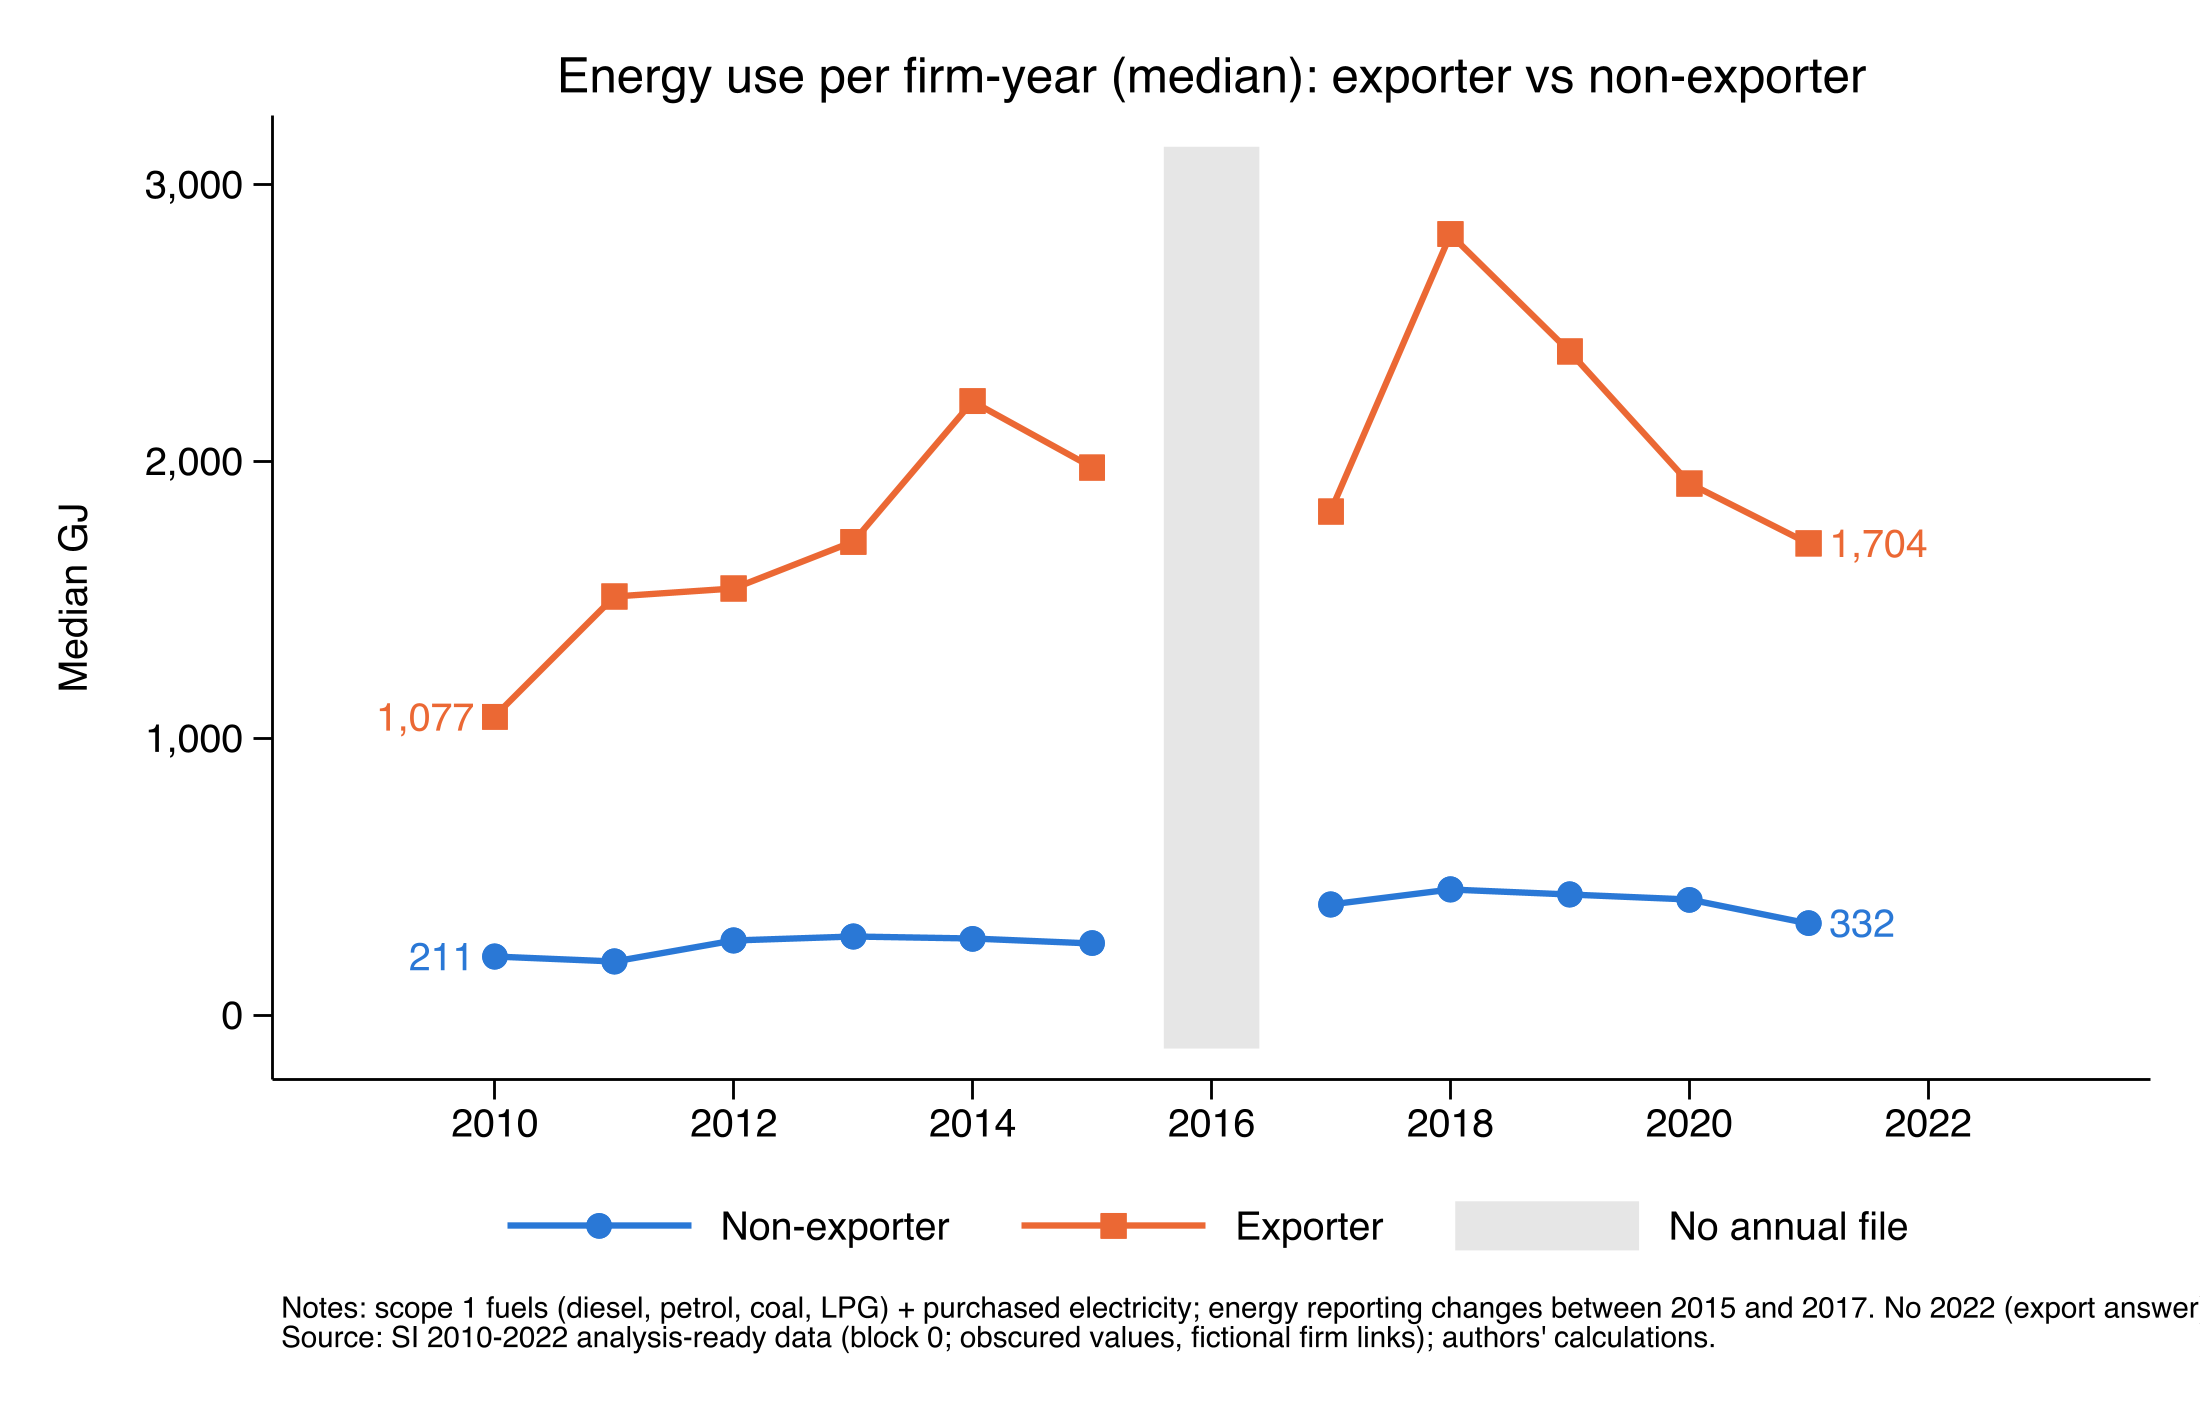 Energy use per firm-year (median): exporter vs non-exporter
Median GJ
3,000
2,000
1,000
0
1,077
1,704
211
332
2010 2012 2014 2016 2018 2020 2022
Non-exporter Exporter No annual file
Notes: scope 1 fuels (diesel, petrol, coal, LPG) + purchased electricity; energy reporting changes between 2015 and 2017. No 2022 (export answer
Source: SI 2010-2022 analysis-ready data (block 0; obscured values, fictional firm links); authors' calculations.